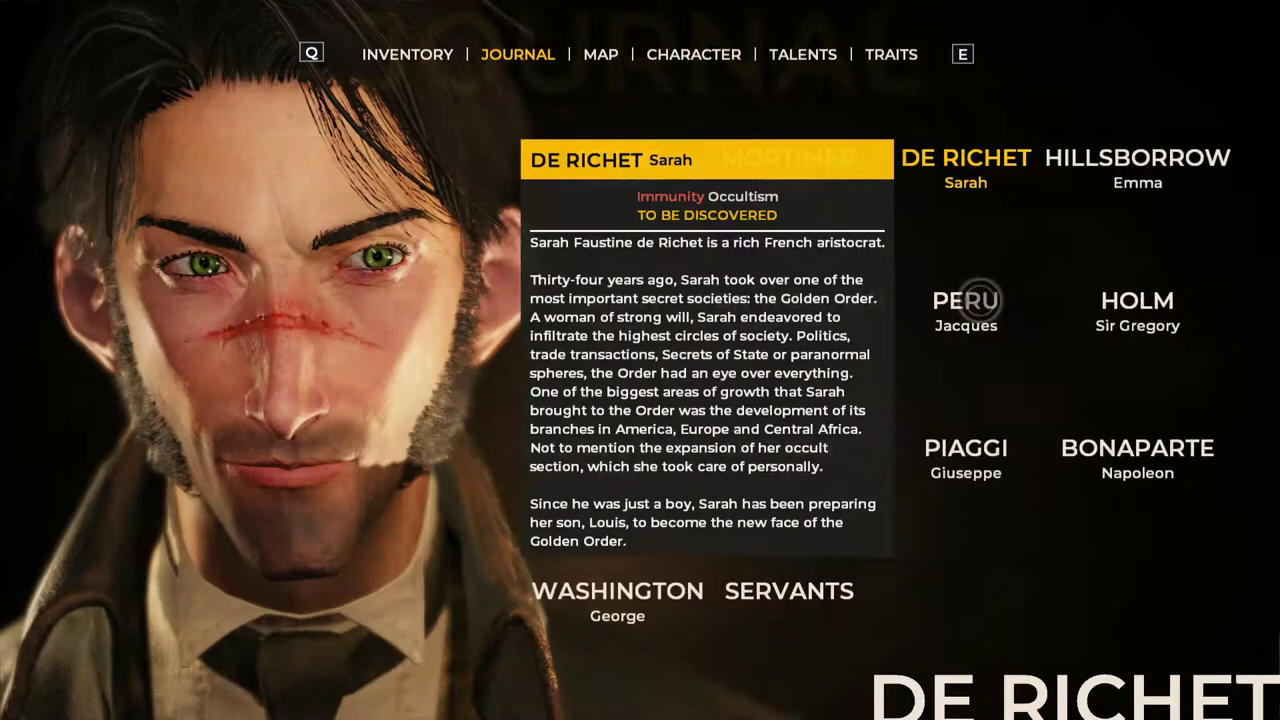 JOURNAL
Q INVENTORY | JOURNAL | MAP | CHARACTER | TALENTS | TRAITS E
DE RICHET Sarah
MORTIMER
Immunity Occultism
TO BE DISCOVERED
Sarah Faustine de Richet is a rich French aristocrat.
Thirty-four years ago, Sarah took over one of the
most important secret societies: the Golden Order.
A woman of strong will, Sarah endeavored to
infiltrate the highest circles of society. Politics,
trade transactions, Secrets of State or paranormal
spheres, the Order had an eye over everything.
One of the biggest areas of growth that Sarah
brought to the Order was the development of its
branches in America, Europe and Central Africa.
Not to mention the expansion of her occult
section, which she took care of personally.
Since he was just a boy, Sarah has been preparing
her son, Louis, to become the new face of the
Golden Order.
DE RICHET
Sarah
HILLSBORROW
Emma
PERU
Jacques
HOLM
Sir Gregory
PIAGGI
Giuseppe
BONAPARTE
Napoleon
WASHINGTON
George
SERVANTS
DE RICHET